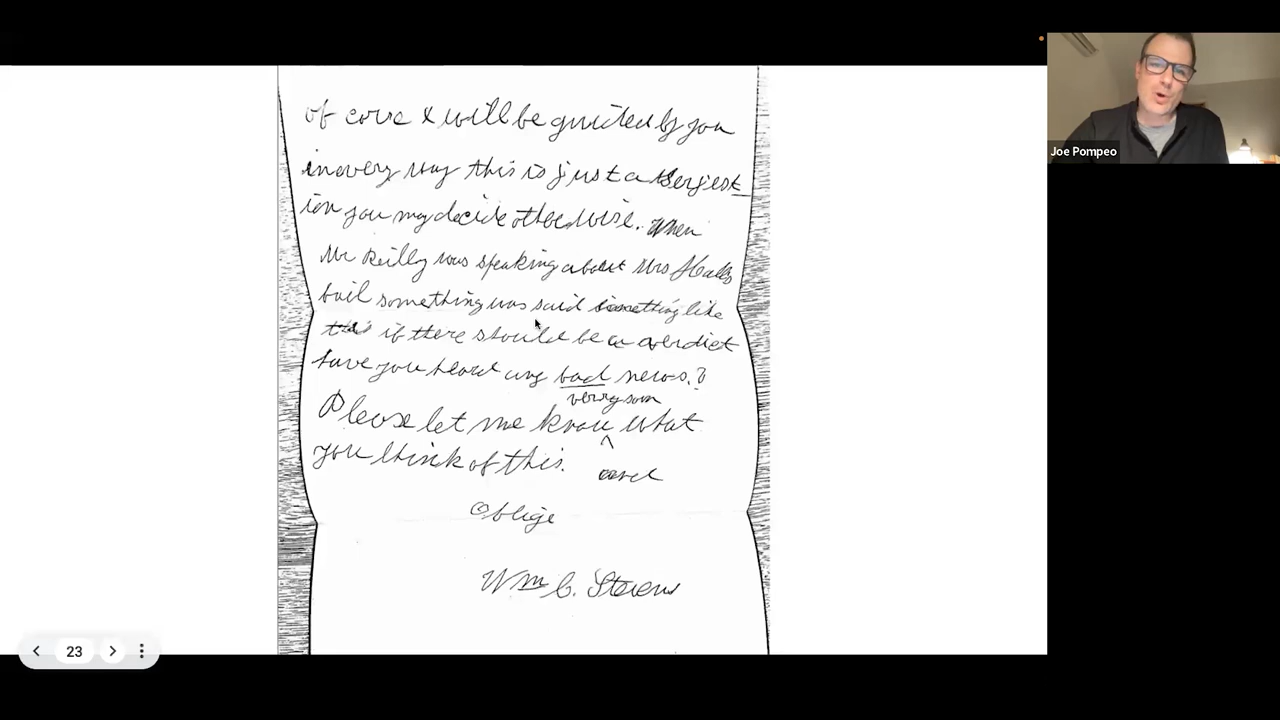 of corse I will be guided by you
in overy way this is just a sergest
ion you may decide otherwise. When
Mr Reilly was speaking about Mrs Halls
bail something was said something like
this if there should be a verdict
have you heard any bad news.?
very soon
Please let me know ^ what
you think of this. and
Oblige
Wm C. Stevens
Joe Pompeo
23